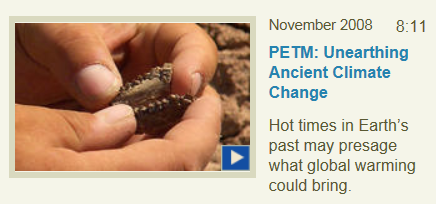 November 2008 8:11
PETM: Unearthing
Ancient Climate
Change
Hot times in Earth's
past may presage
what global warming
could bring.